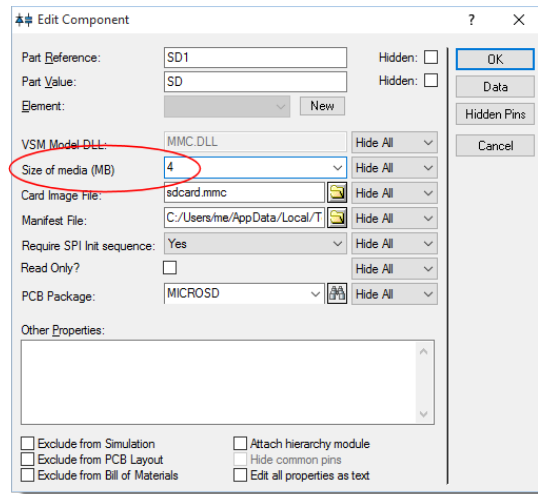 Edit Component ? ×
Part Reference: SD1 Hidden: OK
Part Value: SD Hidden: Data
Element: New Hidden Pins
VSM Model DLL: MMC.DLL Hide All Cancel
Size of media (MB) 4 Hide All
Card Image File: sdcard.mmc Hide All
Manifest File: C:/Users/me/AppData/Local/T Hide All
Require SPI Init sequence: Yes Hide All
Read Only? Hide All
PCB Package: MICROSD Hide All
Other Properties:
Exclude from Simulation Attach hierarchy module
Exclude from PCB Layout Hide common pins
Exclude from Bill of Materials Edit all properties as text